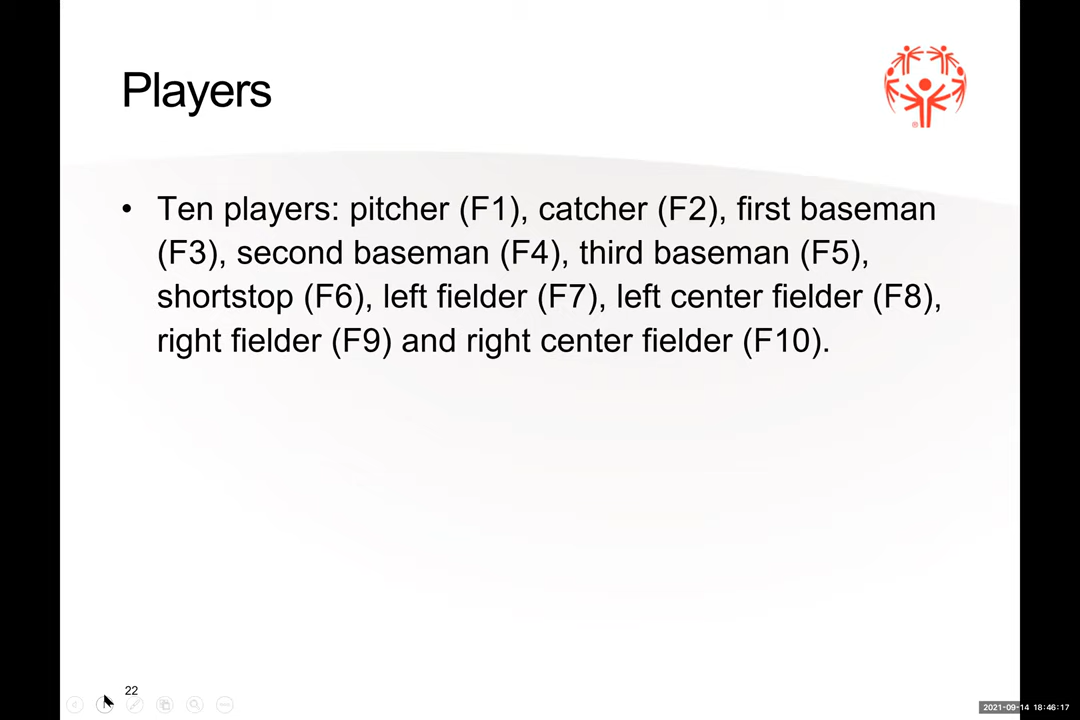 Players
• Ten players: pitcher (F1), catcher (F2), first baseman
(F3), second baseman (F4), third baseman (F5),
shortstop (F6), left fielder (F7), left center fielder (F8),
right fielder (F9) and right center fielder (F10).
22
2021-09-14 18:46:17